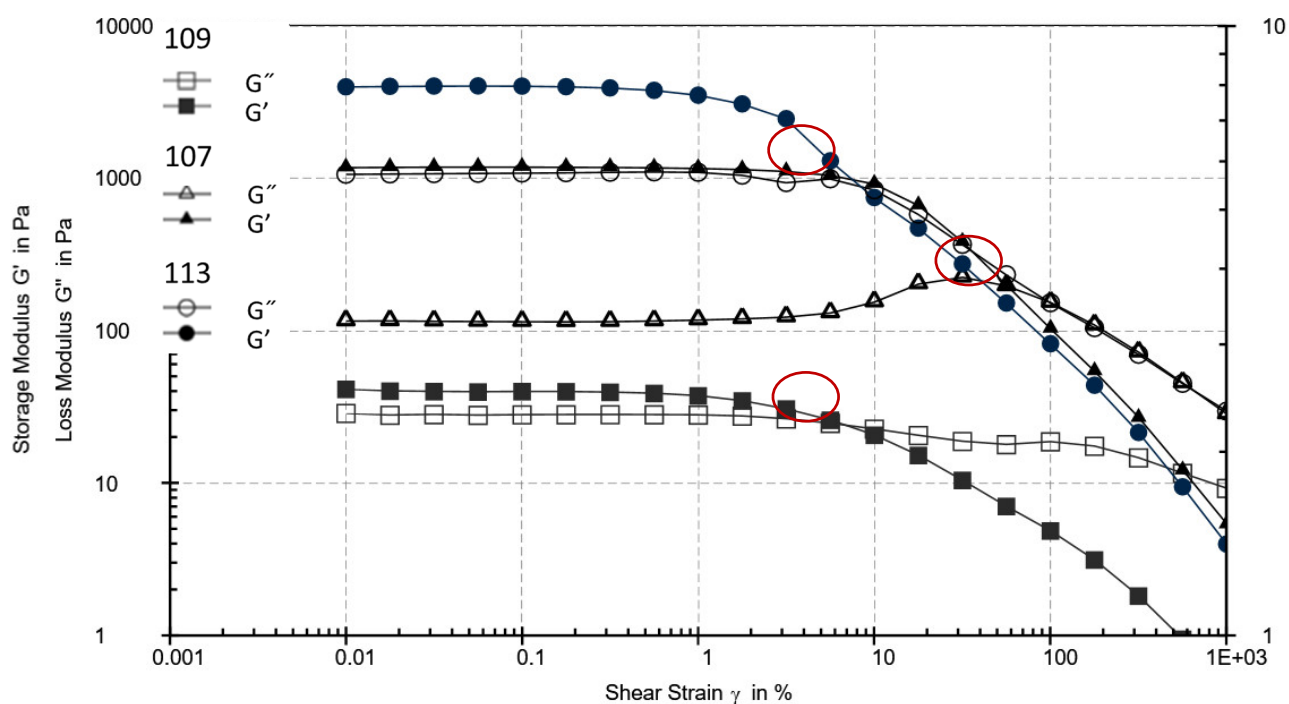 10000
1000
100
10
1
10
1
109
G″
G′
107
G″
G′
113
G″
G′
Storage Modulus G' in Pa
Loss Modulus G'' in Pa
0.001
0.01
0.1
1
10
100
1E+03
Shear Strain γ in %